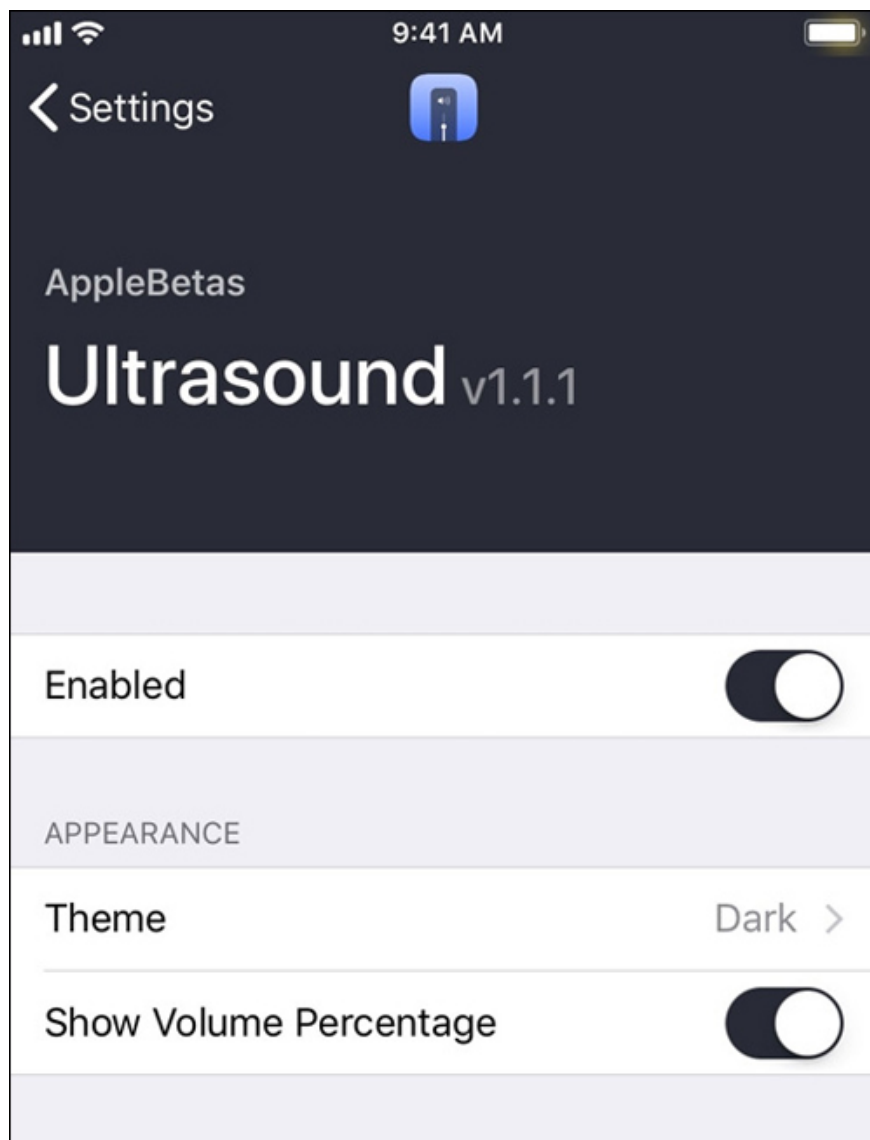 9:41 AM
Settings
AppleBetas
Ultrasound v1.1.1
Enabled
APPEARANCE
Theme Dark
Show Volume Percentage